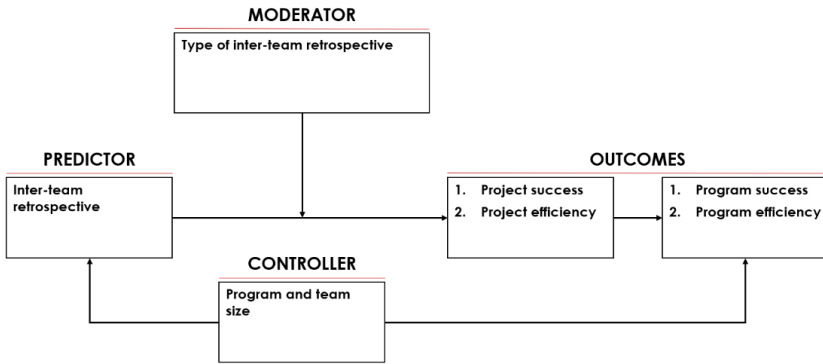 MODERATOR
Type of inter-team retrospective
PREDICTOR
Inter-team
retrospective
OUTCOMES
1. Project success
2. Project efficiency
1. Program success
2. Program efficiency
CONTROLLER
Program and team
size